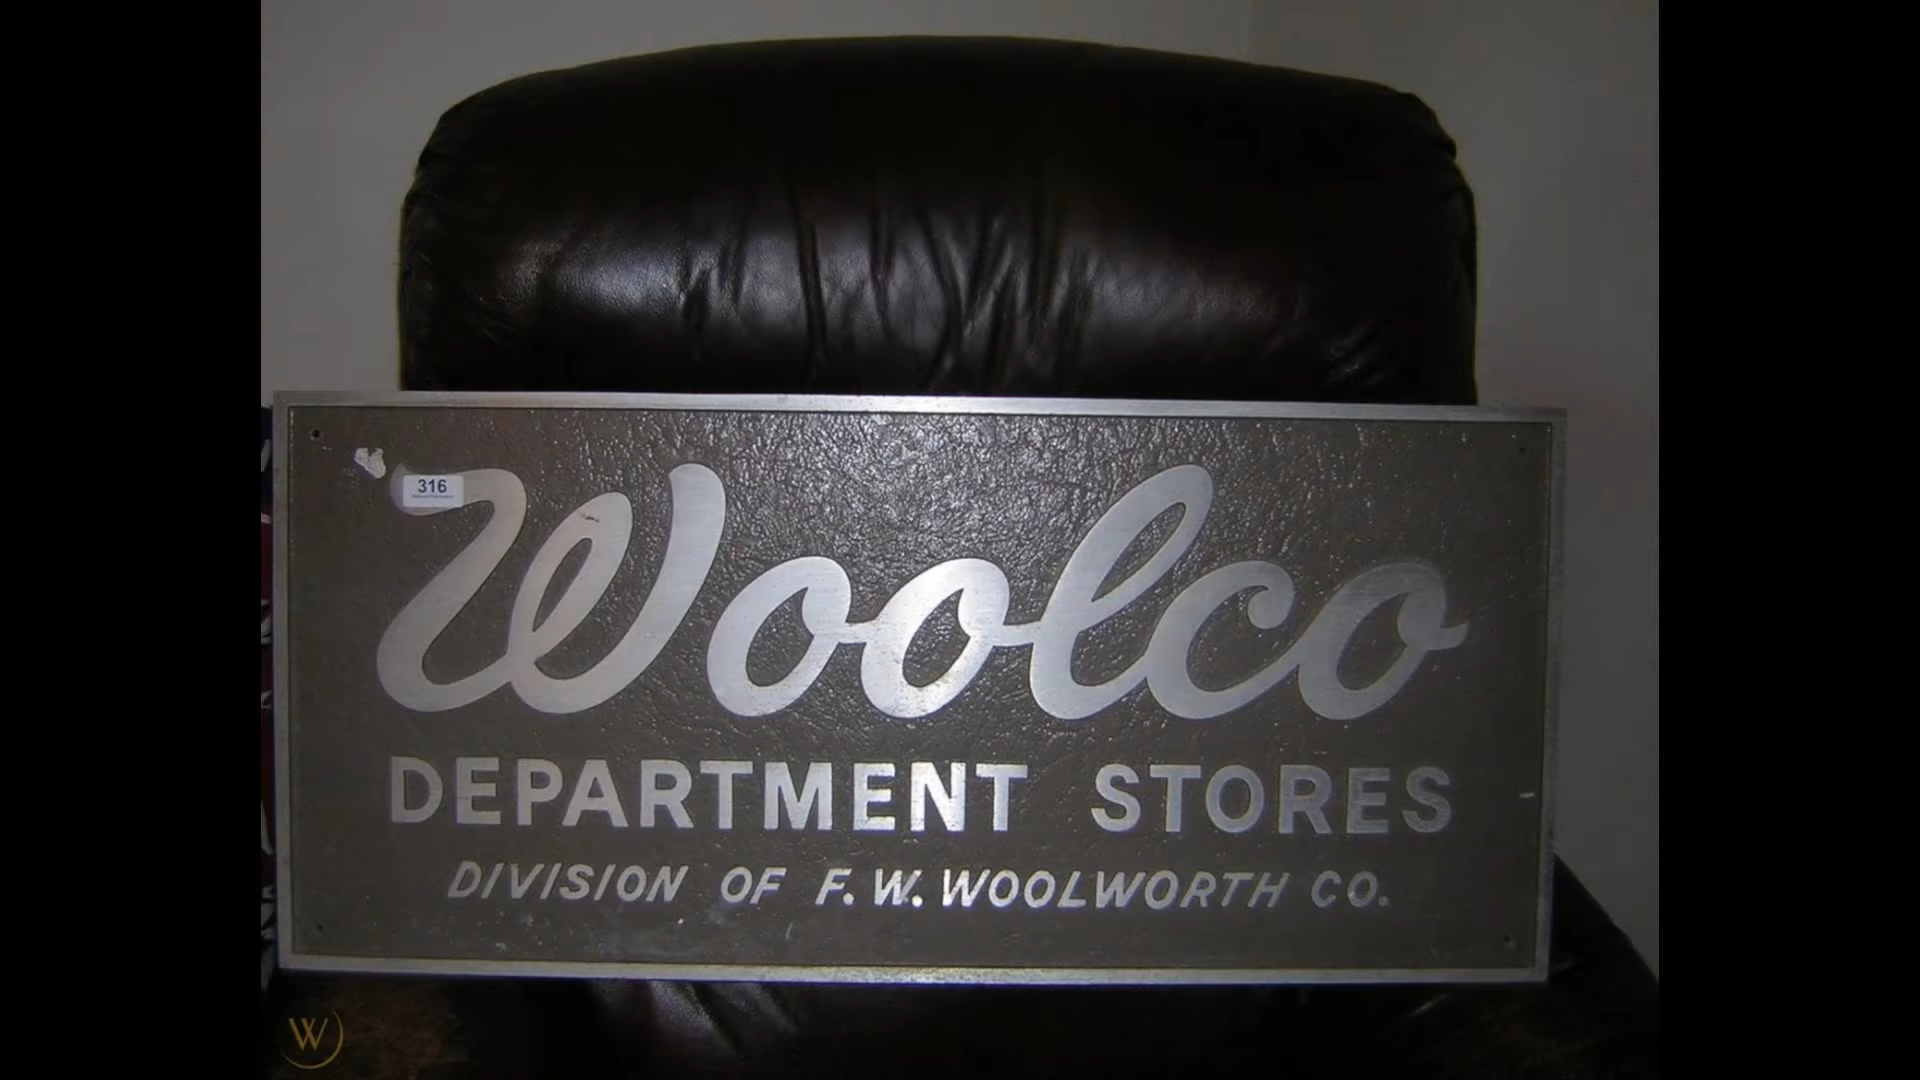 316
Woolco
DEPARTMENT STORES
DIVISION OF F. W. WOOLWORTH CO.
W